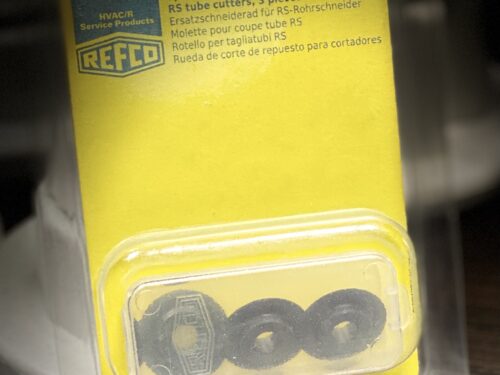 HVAC/R
Service Products
REFCO
RS tube cutters, 3 pieces
Ersatzschneiderad für RS-Rohrschneider
Molette pour coupe tube RS
Rotello per tagliatubi RS
Rueda de corte de repuesto para cortadores
REFCO